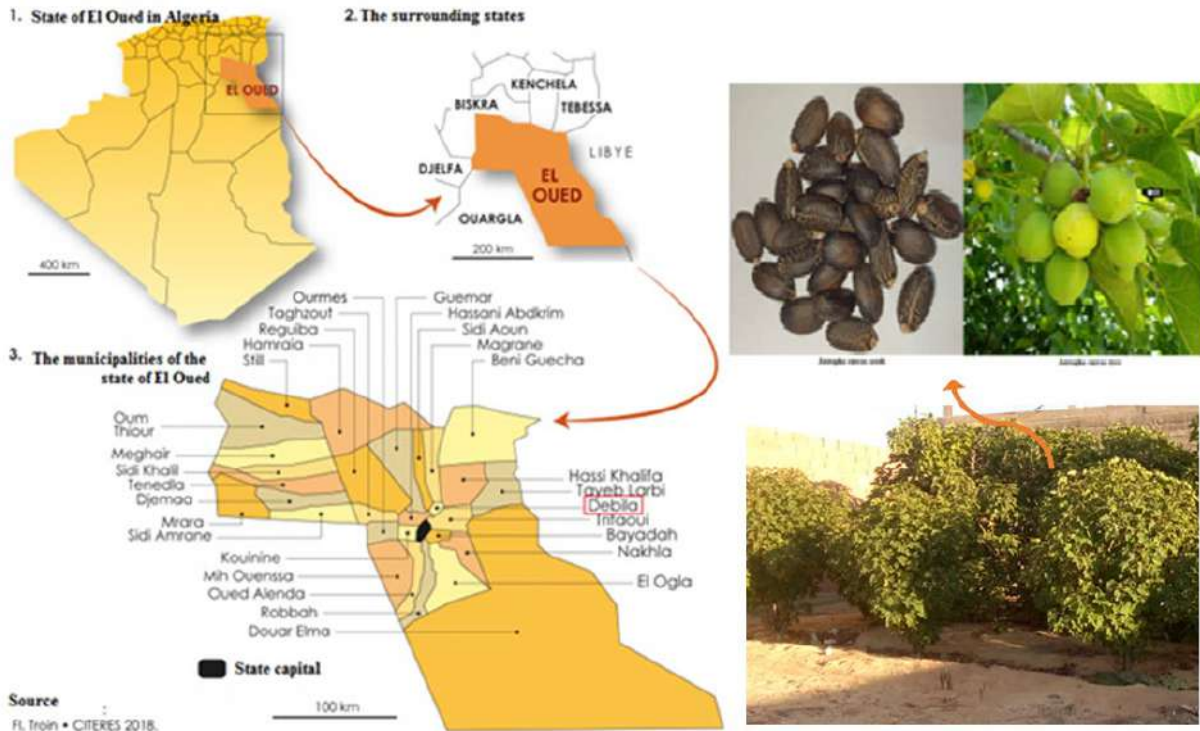 1. State of El Oued in Algeria
EL OUED
400 km
2. The surrounding states
KENCHELA
BISKRA
TEBESSA
LIBYE
DJELFA
EL
OUED
OUARGLA
200 km
3. The municipalities of the
state of El Oued
Ourmes
Taghzout
Reguiba
Hamraia
Still
Guemar
Hassani Abdkrim
Sidi Aoun
Magrane
Beni Guecha
Oum
Thiour
Meghair
Sidi Khalil
Tenedla
Djemaa
Mrara
Sidi Amrane
Kouinine
Mih Ouenssa
Oued Alenda
Robbah
Douar Elma
Hassi Khalifa
Tayeb Larbi
Debila
Trifaoui
Bayadah
Nakhla
El Ogla
State capital
Source
:
Fl. Troin • CITERES 2018.
100 km